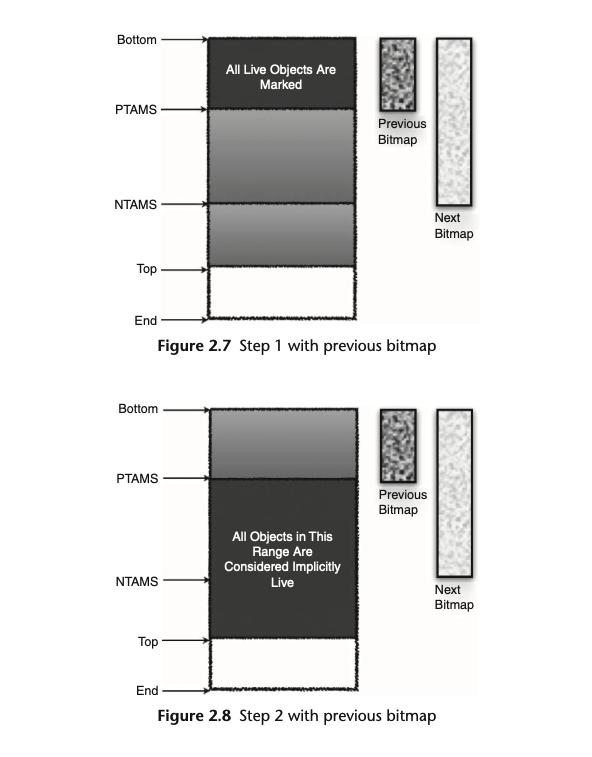 Bottom
All Live Objects Are
Marked
PTAMS
Previous
Bitmap
NTAMS
Next
Bitmap
Top
End
Figure 2.7 Step 1 with previous bitmap
Bottom
PTAMS
Previous
Bitmap
All Objects in This
Range Are
Considered Implicitly
Live
NTAMS
Next
Bitmap
Top
End
Figure 2.8 Step 2 with previous bitmap